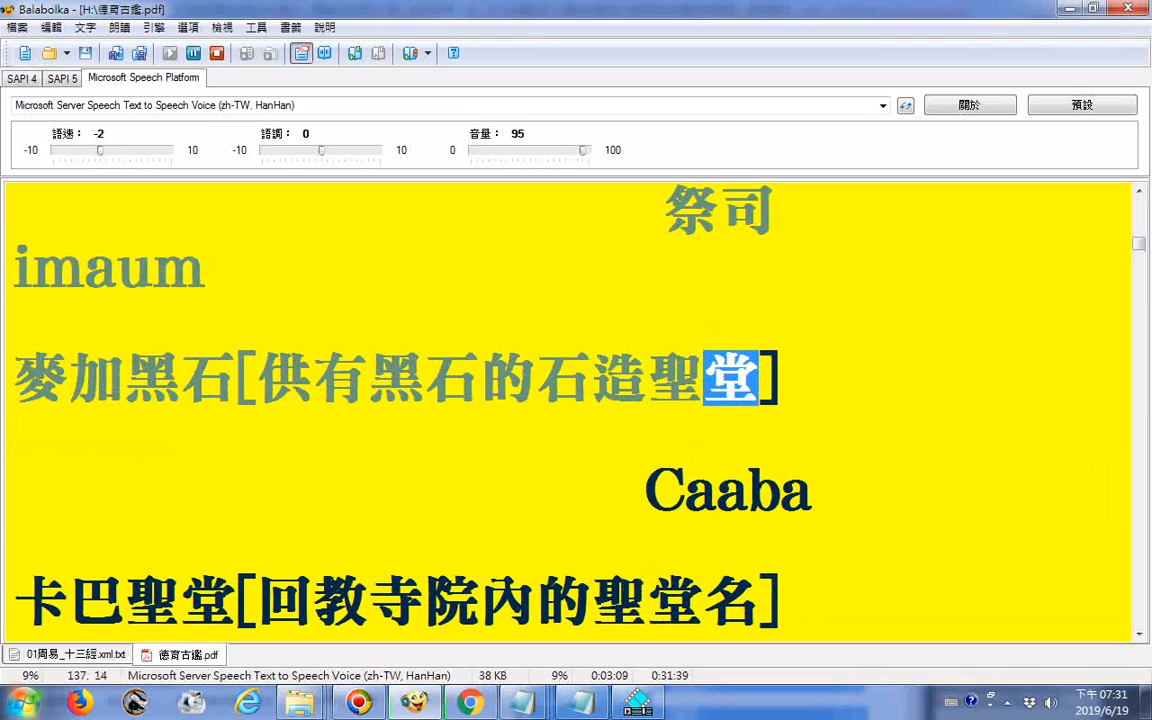 Balabolka - [H:\德育古鑑.pdf]
檔案 編輯 文字 朗讀 引擎 選項 檢視 工具 書籤 說明
SAPI 4 SAPI 5 Microsoft Speech Platform
Microsoft Server Speech Text to Speech Voice (zh-TW, HanHan) 關於 預設
語速： -2 語調： 0 音量： 95
-10 10 -10 10 0 100
祭司
imaum
麥加黑石[供有黑石的石造聖堂]
Caaba
卡巴聖堂[回教寺院內的聖堂名]
01周易_十三經.xml.txt 德育古鑑.pdf
9% 137, 14 Microsoft Server Speech Text to Speech Voice (zh-TW, HanHan) 38 KB 9% 0:03:09 0:31:39
下午 07:31
2019/6/19